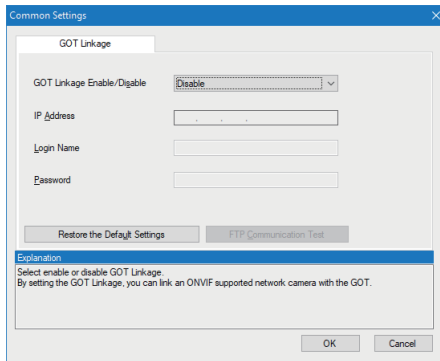 Common Settings
GOT Linkage
GOT Linkage Enable/Disable
Disable
IP Address
. . .
Login Name
Password
Restore the Default Settings
FTP Communication Test
Explanation
Select enable or disable GOT Linkage.
By setting the GOT Linkage, you can link an ONVIF supported network camera with the GOT.
OK
Cancel